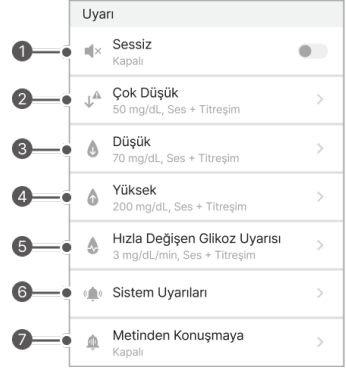 Uyarı
1
Sessiz
Kapalı
2
Çok Düşük
50 mg/dL, Ses + Titreşim
3
Düşük
70 mg/dL, Ses + Titreşim
4
Yüksek
200 mg/dL, Ses + Titreşim
5
Hızla Değişen Glikoz Uyarısı
3 mg/dL/min, Ses + Titreşim
6
Sistem Uyarıları
7
Metinden Konuşmaya
Kapalı